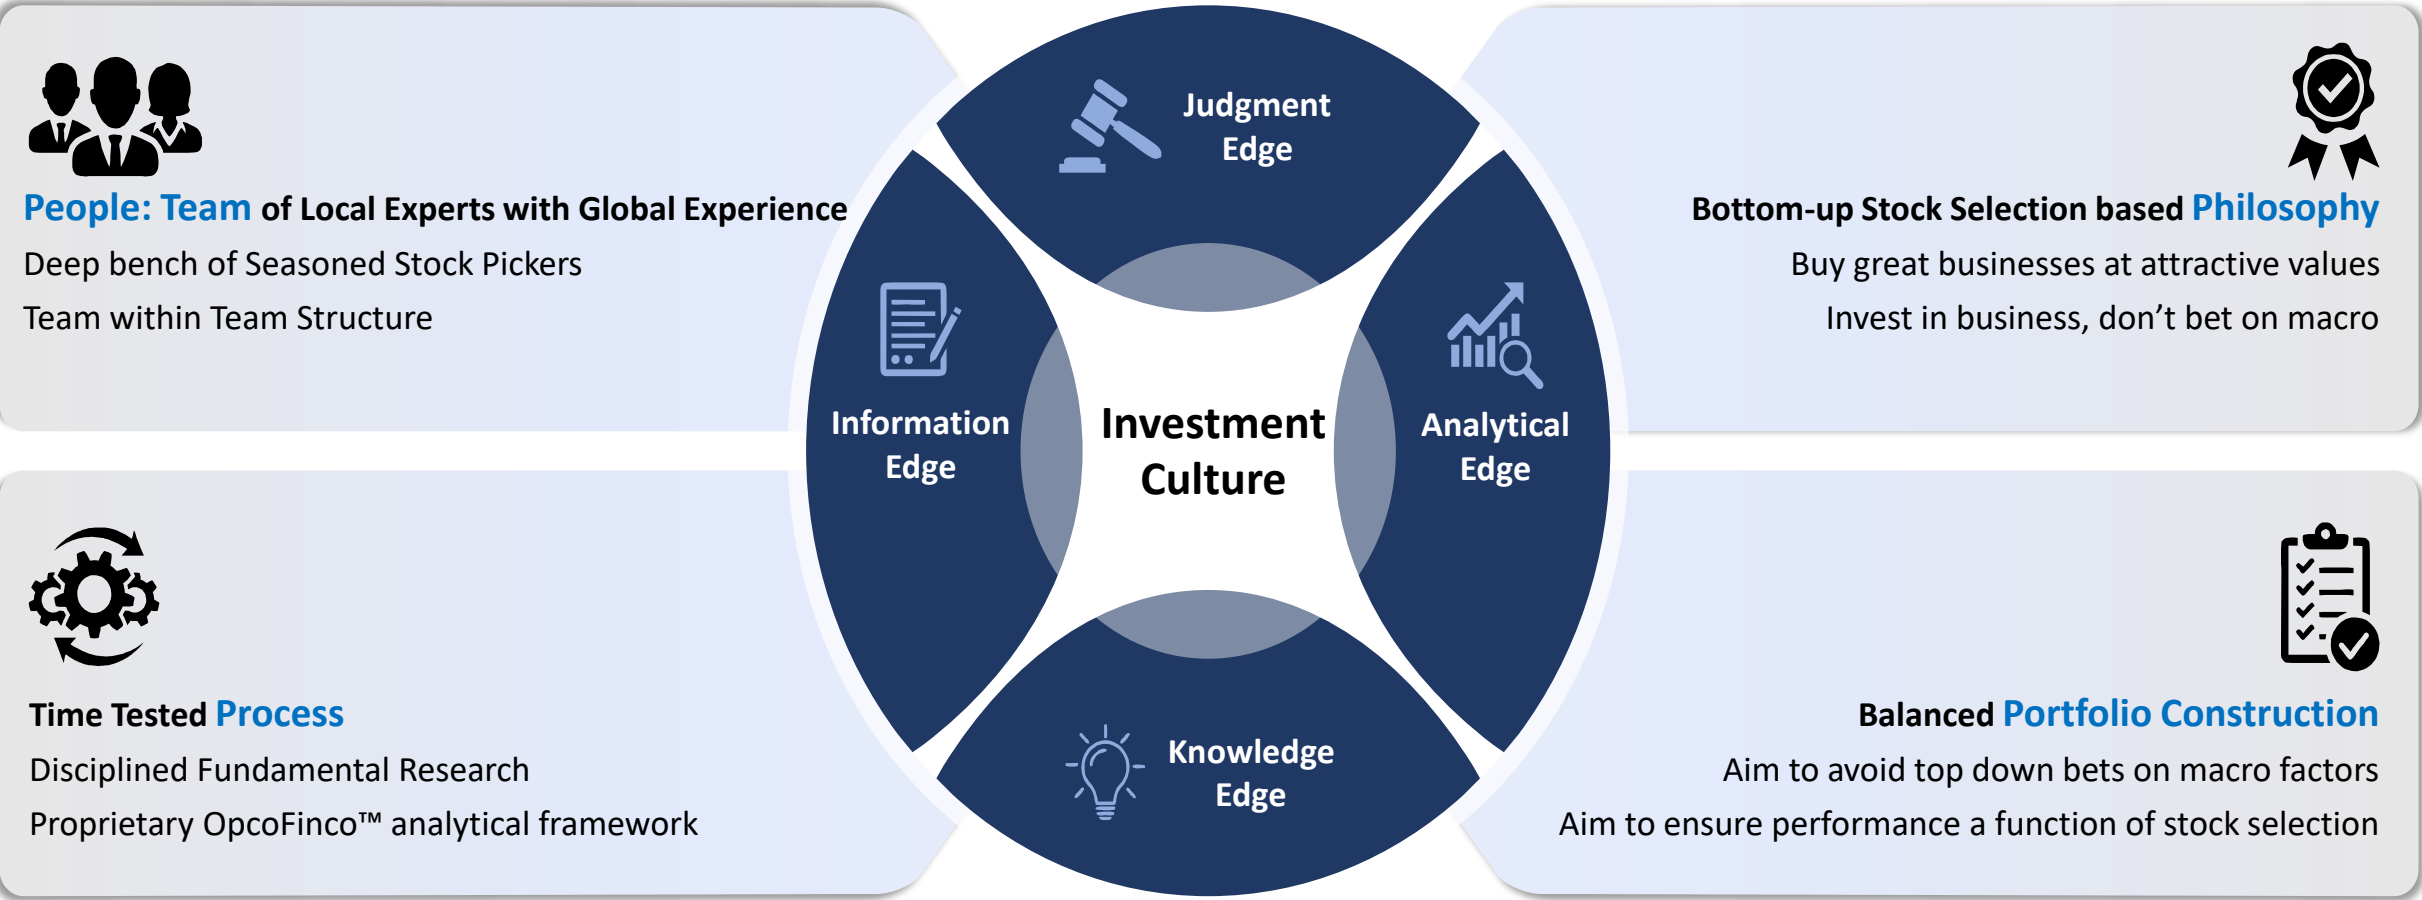 People: Team of Local Experts with Global Experience
Deep bench of Seasoned Stock Pickers
Team within Team Structure
Judgment
Edge
Bottom-up Stock Selection based Philosophy
Buy great businesses at attractive values
Invest in business, don’t bet on macro
Information
Edge
Investment
Culture
Analytical
Edge
Time Tested Process
Disciplined Fundamental Research
Proprietary OpcoFinco™ analytical framework
Knowledge
Edge
Balanced Portfolio Construction
Aim to avoid top down bets on macro factors
Aim to ensure performance a function of stock selection